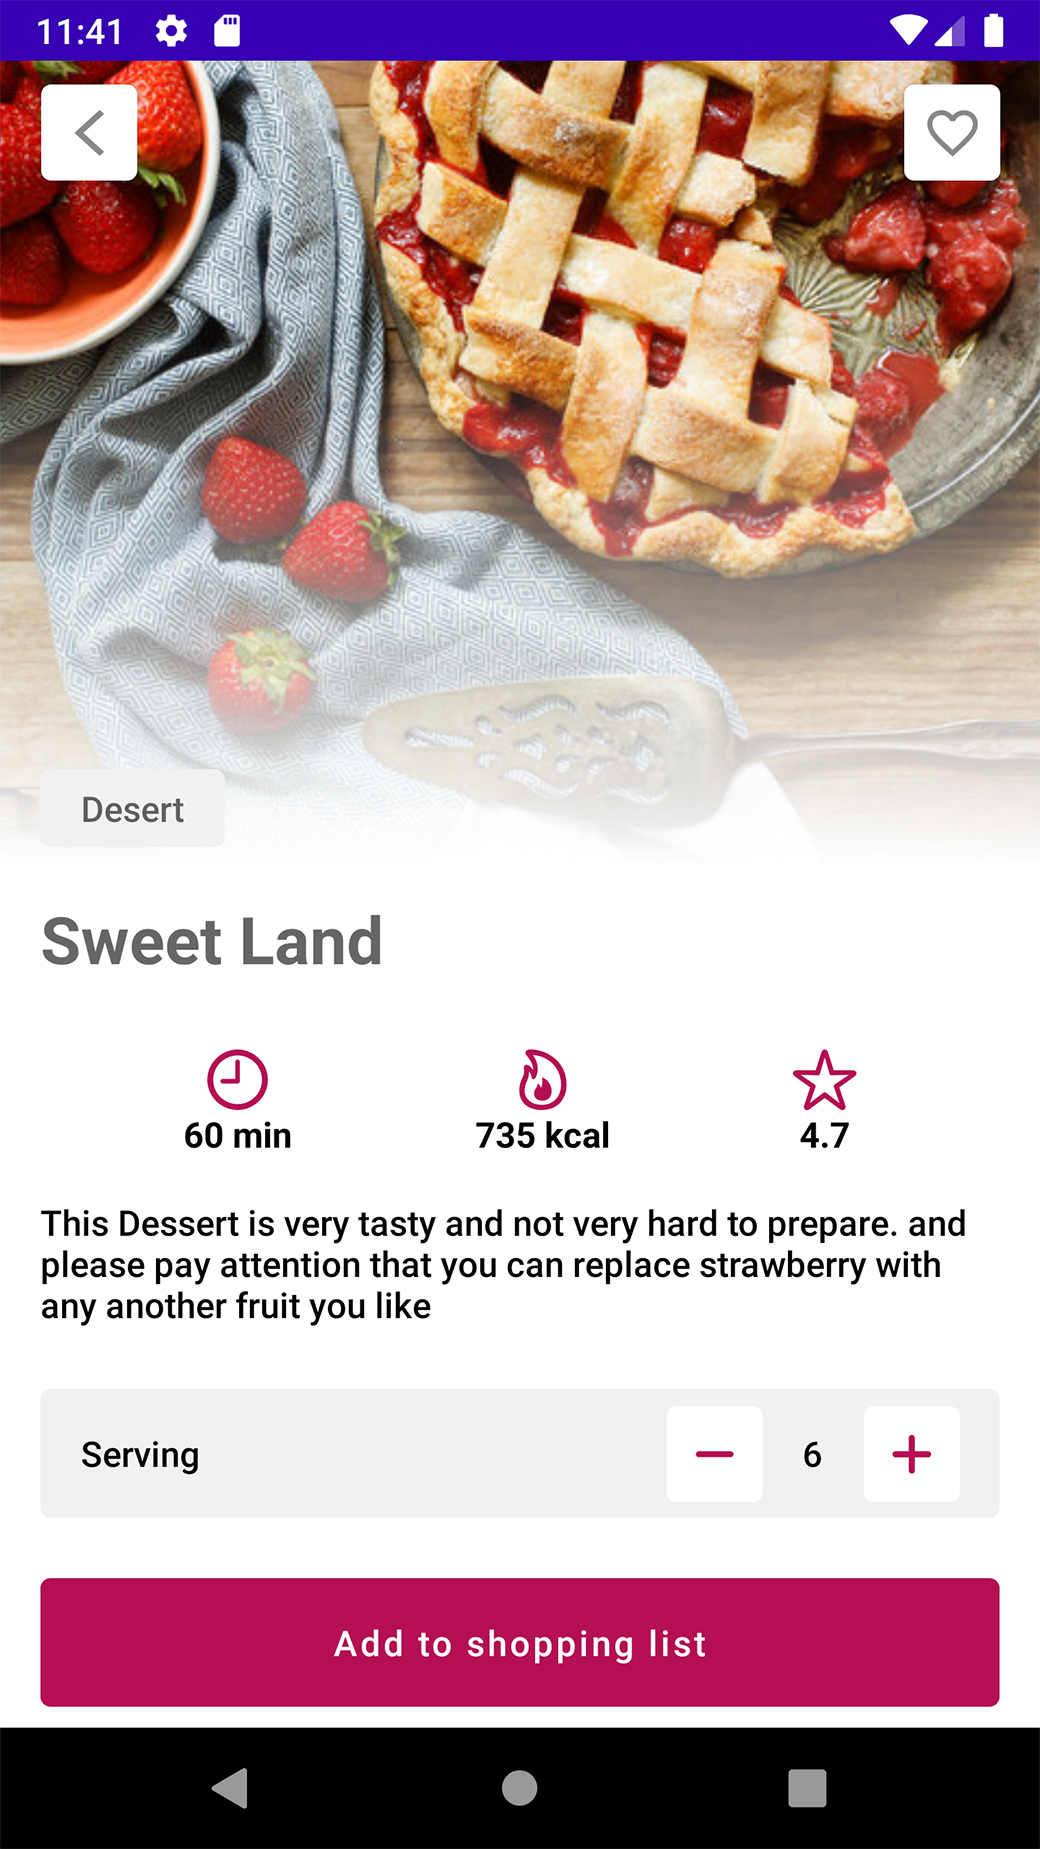 11:41
Desert
Sweet Land
60 min 735 kcal 4.7
This Dessert is very tasty and not very hard to prepare. and
please pay attention that you can replace strawberry with
any another fruit you like
Serving 6
Add to shopping list